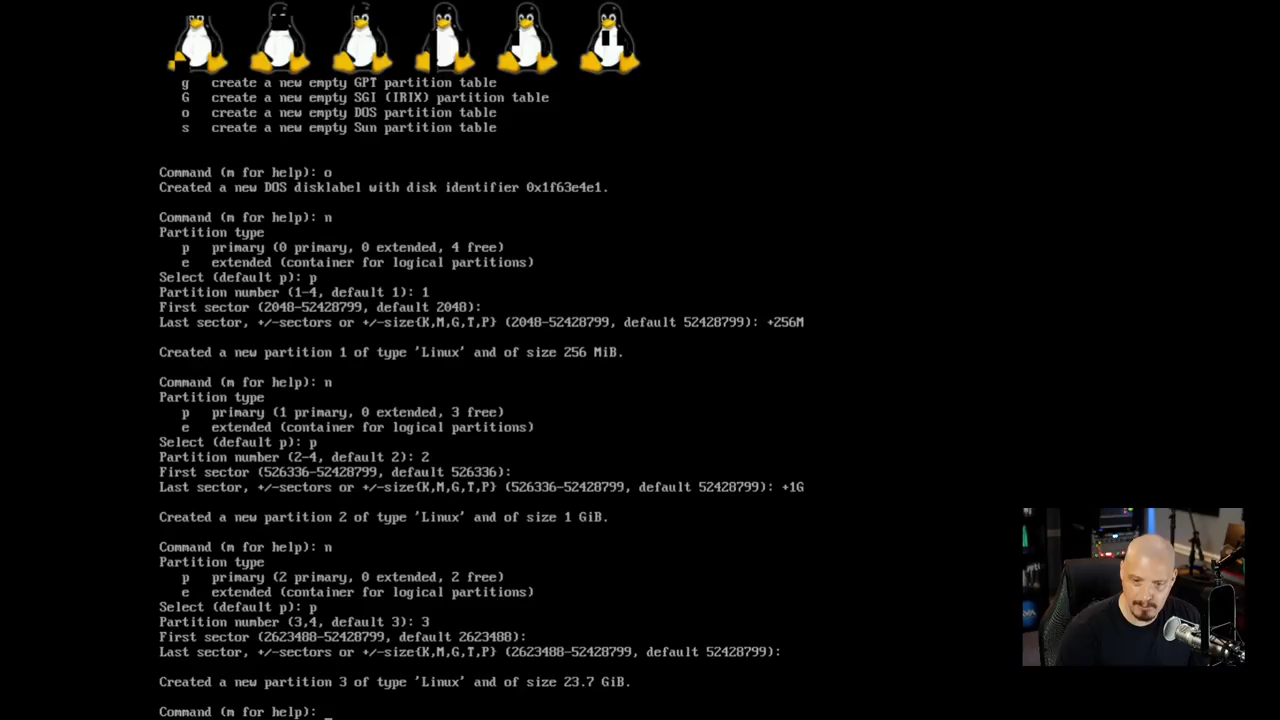 g   create a new empty GPT partition table
G   create a new empty SGI (IRIX) partition table
o   create a new empty DOS partition table
s   create a new empty Sun partition table
Command (m for help): o
Created a new DOS disklabel with disk identifier 0x1f63e4e1.
Command (m for help): n
Partition type
p   primary (0 primary, 0 extended, 4 free)
e   extended (container for logical partitions)
Select (default p): p
Partition number (1-4, default 1): 1
First sector (2048-52428799, default 2048):
Last sector, +/-sectors or +/-size{K,M,G,T,P} (2048-52428799, default 52428799): +256M
Created a new partition 1 of type 'Linux' and of size 256 MiB.
Command (m for help): n
Partition type
p   primary (1 primary, 0 extended, 3 free)
e   extended (container for logical partitions)
Select (default p): p
Partition number (2-4, default 2): 2
First sector (526336-52428799, default 526336):
Last sector, +/-sectors or +/-size{K,M,G,T,P} (526336-52428799, default 52428799): +1G
Created a new partition 2 of type 'Linux' and of size 1 GiB.
Command (m for help): n
Partition type
p   primary (2 primary, 0 extended, 2 free)
e   extended (container for logical partitions)
Select (default p): p
Partition number (3,4, default 3): 3
First sector (2623488-52428799, default 2623488):
Last sector, +/-sectors or +/-size{K,M,G,T,P} (2623488-52428799, default 52428799):
Created a new partition 3 of type 'Linux' and of size 23.7 GiB.
Command (m for help): _